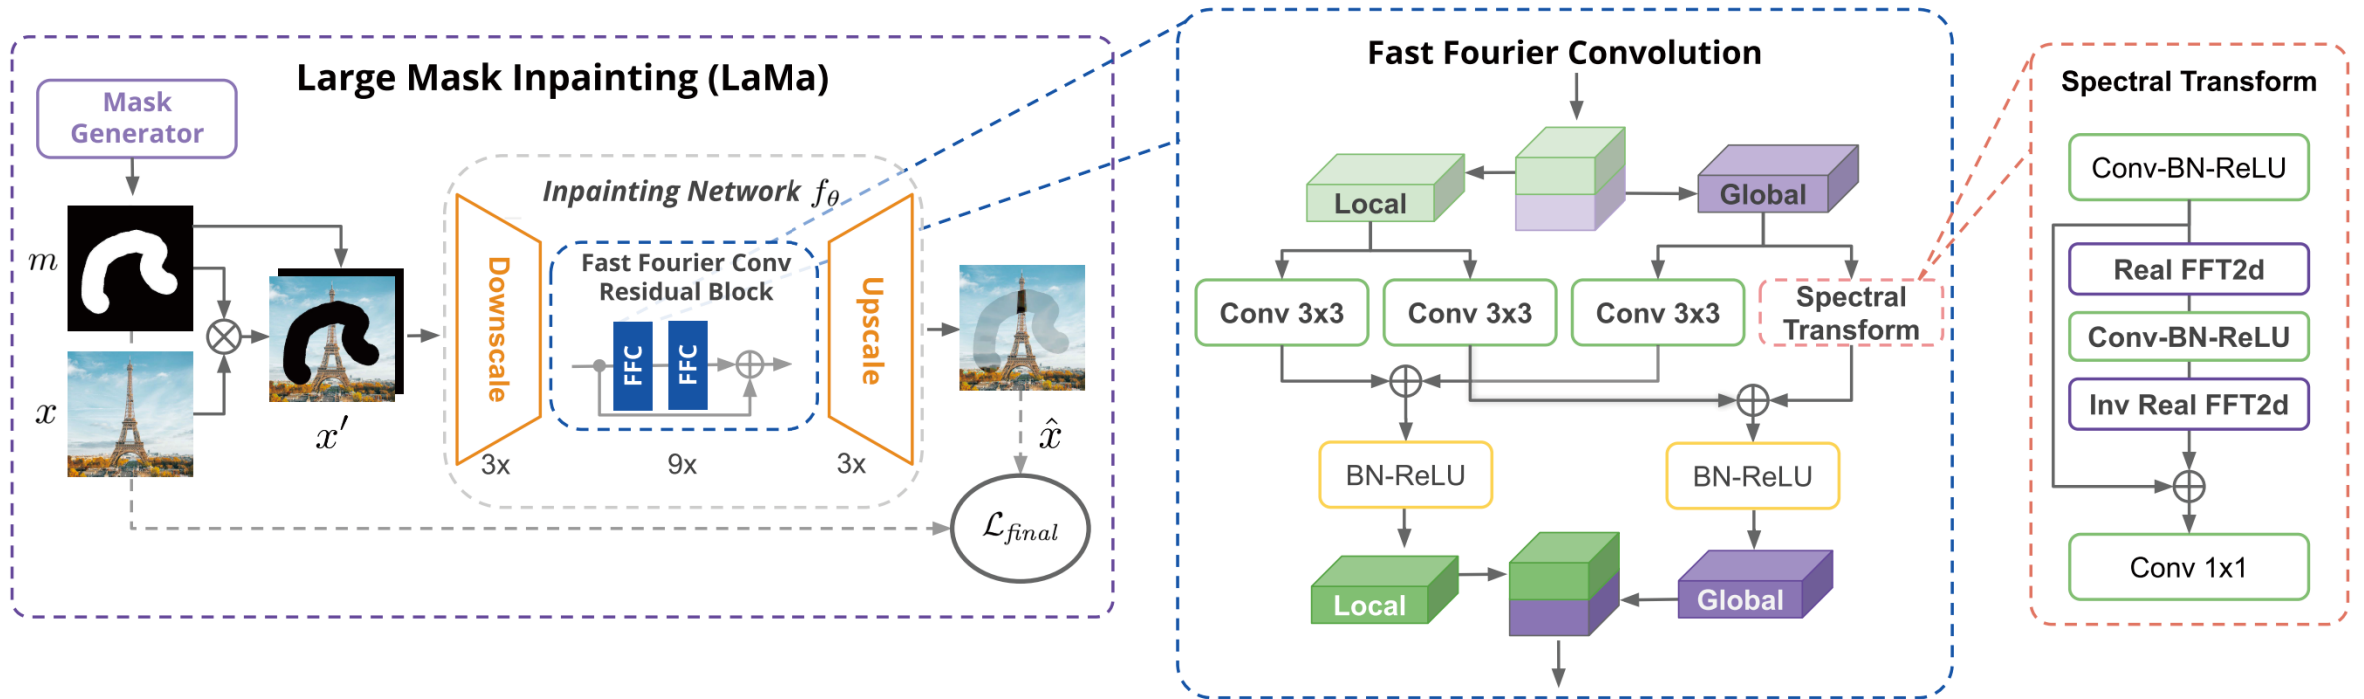 Large Mask Inpainting (LaMa)
Mask
Generator
m
x
x′
Inpainting Network fθ
Downscale
3x
Fast Fourier Conv
Residual Block
FFC
FFC
9x
Upscale
3x
x̂
ℒfinal
Fast Fourier Convolution
Local
Global
Conv 3x3
Conv 3x3
Conv 3x3
Spectral
Transform
BN-ReLU
BN-ReLU
Local
Global
Spectral Transform
Conv-BN-ReLU
Real FFT2d
Conv-BN-ReLU
Inv Real FFT2d
Conv 1x1